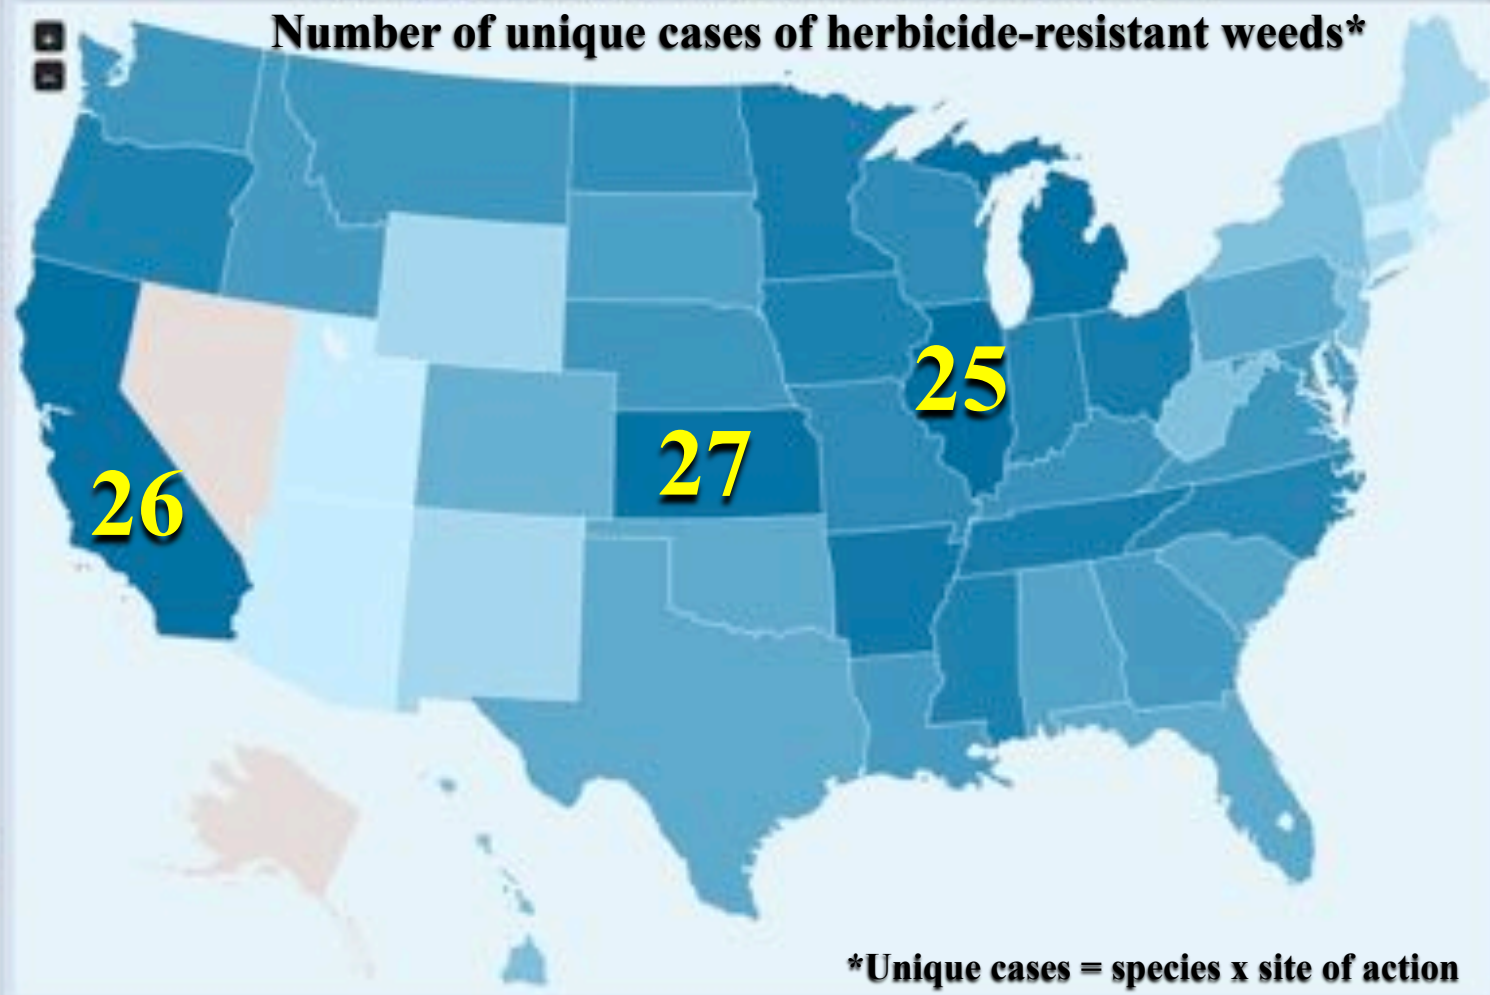 Number of unique cases of herbicide-resistant weeds*
25
27
26
*Unique cases = species x site of action